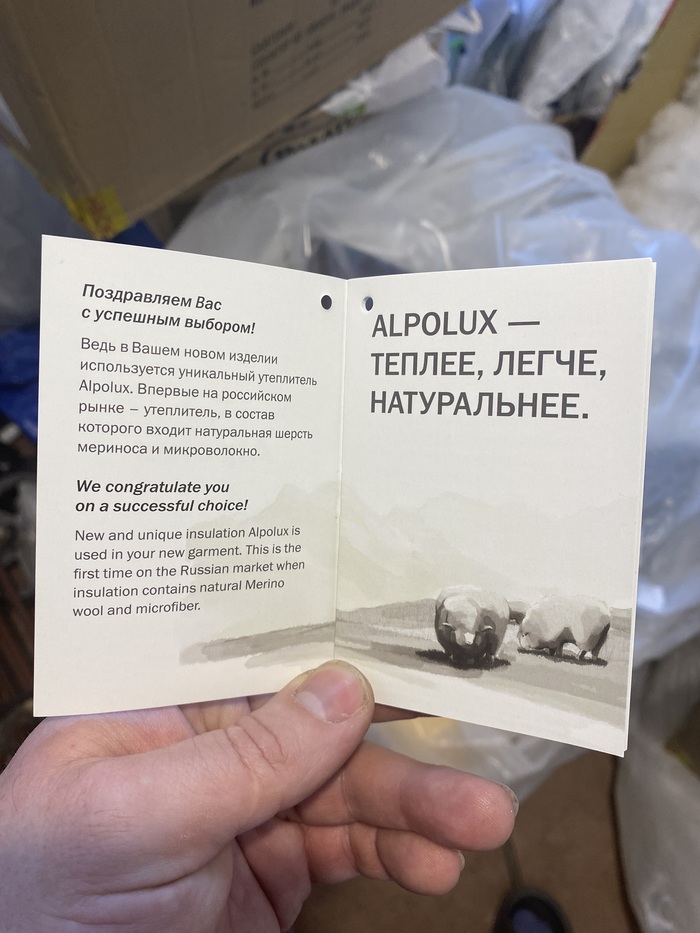 Поздравляем Вас
с успешным выбором!
Ведь в Вашем новом изделии
используется уникальный утеплитель
Alpolux. Впервые на российском
рынке – утеплитель, в состав
которого входит натуральная шерсть
мериноса и микроволокно.
We congratulate you
on a successful choice!
New and unique insulation Alpolux is
used in your new garment. This is the
first time on the Russian market when
insulation contains natural Merino
wool and microfiber.
ALPOLUX —
ТЕПЛЕЕ, ЛЕГЧЕ,
НАТУРАЛЬНЕЕ.